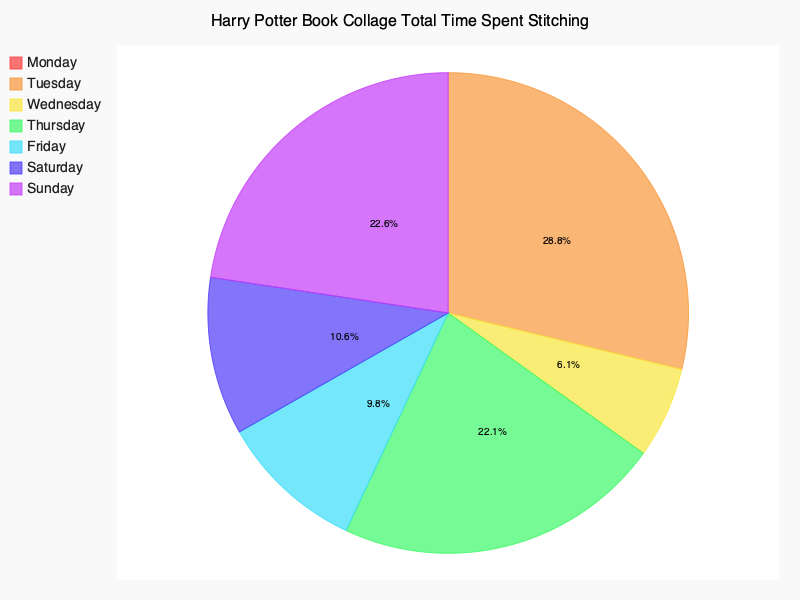 Harry Potter Book Collage Total Time Spent Stitching
Monday
Tuesday
Wednesday
Thursday
Friday
Saturday
Sunday
22.6%
28.8%
10.6%
6.1%
9.8%
22.1%